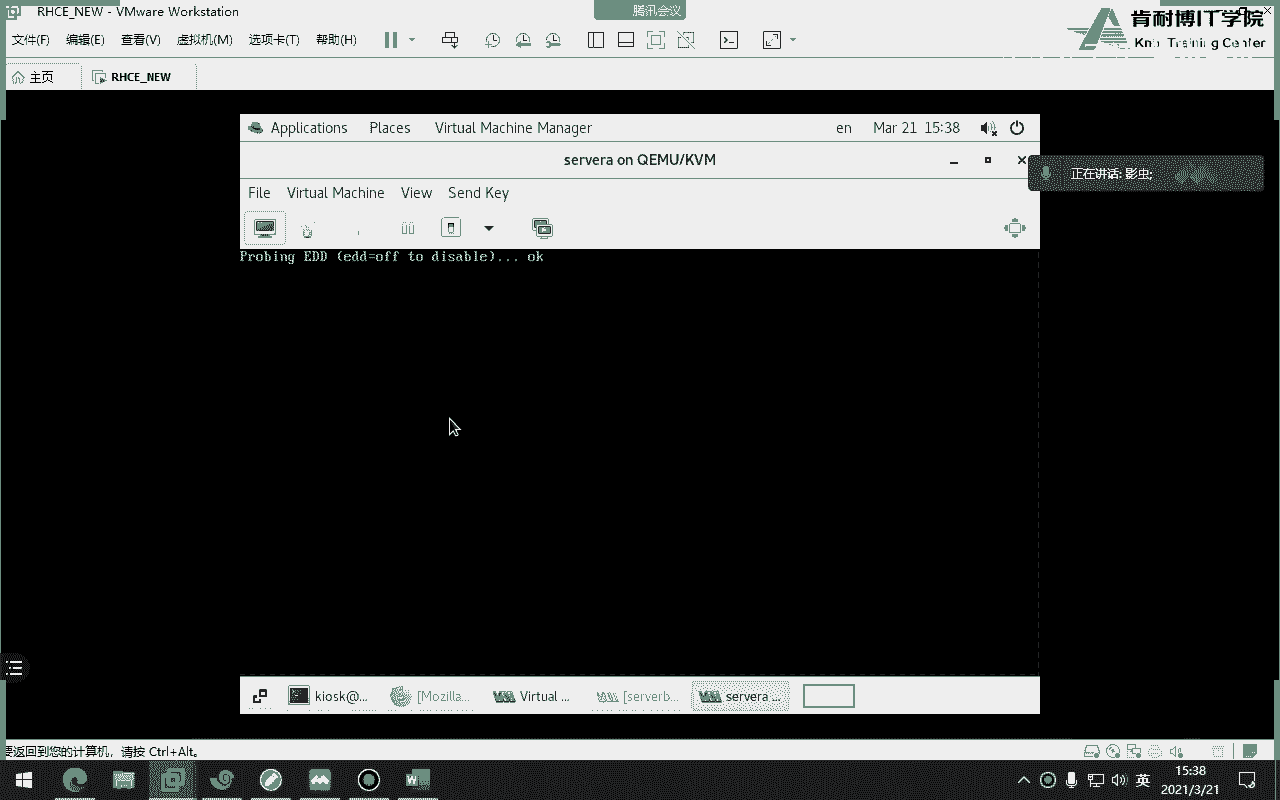 RHCE_NEW - VMware Workstation
腾讯会议
文件(F) 编辑(E) 查看(V) 虚拟机(M) 选项卡(T) 帮助(H)
肯耐博IT学院
Training Center
主页 RHCE_NEW
Applications Places Virtual Machine Manager en Mar 21 15:38
servera on QEMU/KVM
正在讲话: 影虫;
File Virtual Machine View Send Key
Probing EDD (edd=off to disable)... ok
kiosk@... [Mozilla... Virtual ... [serverb... servera ...
要返回到您的计算机，请按 Ctrl+Alt。
英 15:38
2021/3/21